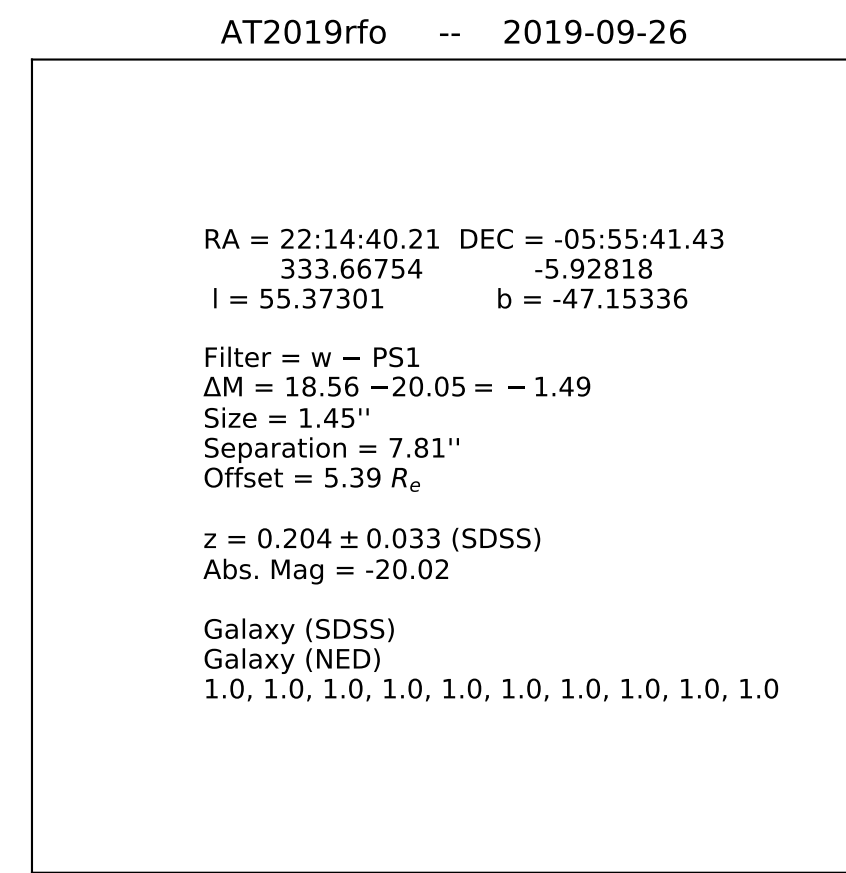 AT2019rfo -- 2019-09-26
RA = 22:14:40.21 DEC = -05:55:41.43
333.66754 -5.92818
l = 55.37301 b = -47.15336
Filter = w − PS1
ΔM = 18.56 −20.05 = − 1.49
Size = 1.45''
Separation = 7.81''
Offset = 5.39 Re
z = 0.204 ± 0.033 (SDSS)
Abs. Mag = -20.02
Galaxy (SDSS)
Galaxy (NED)
1.0, 1.0, 1.0, 1.0, 1.0, 1.0, 1.0, 1.0, 1.0, 1.0